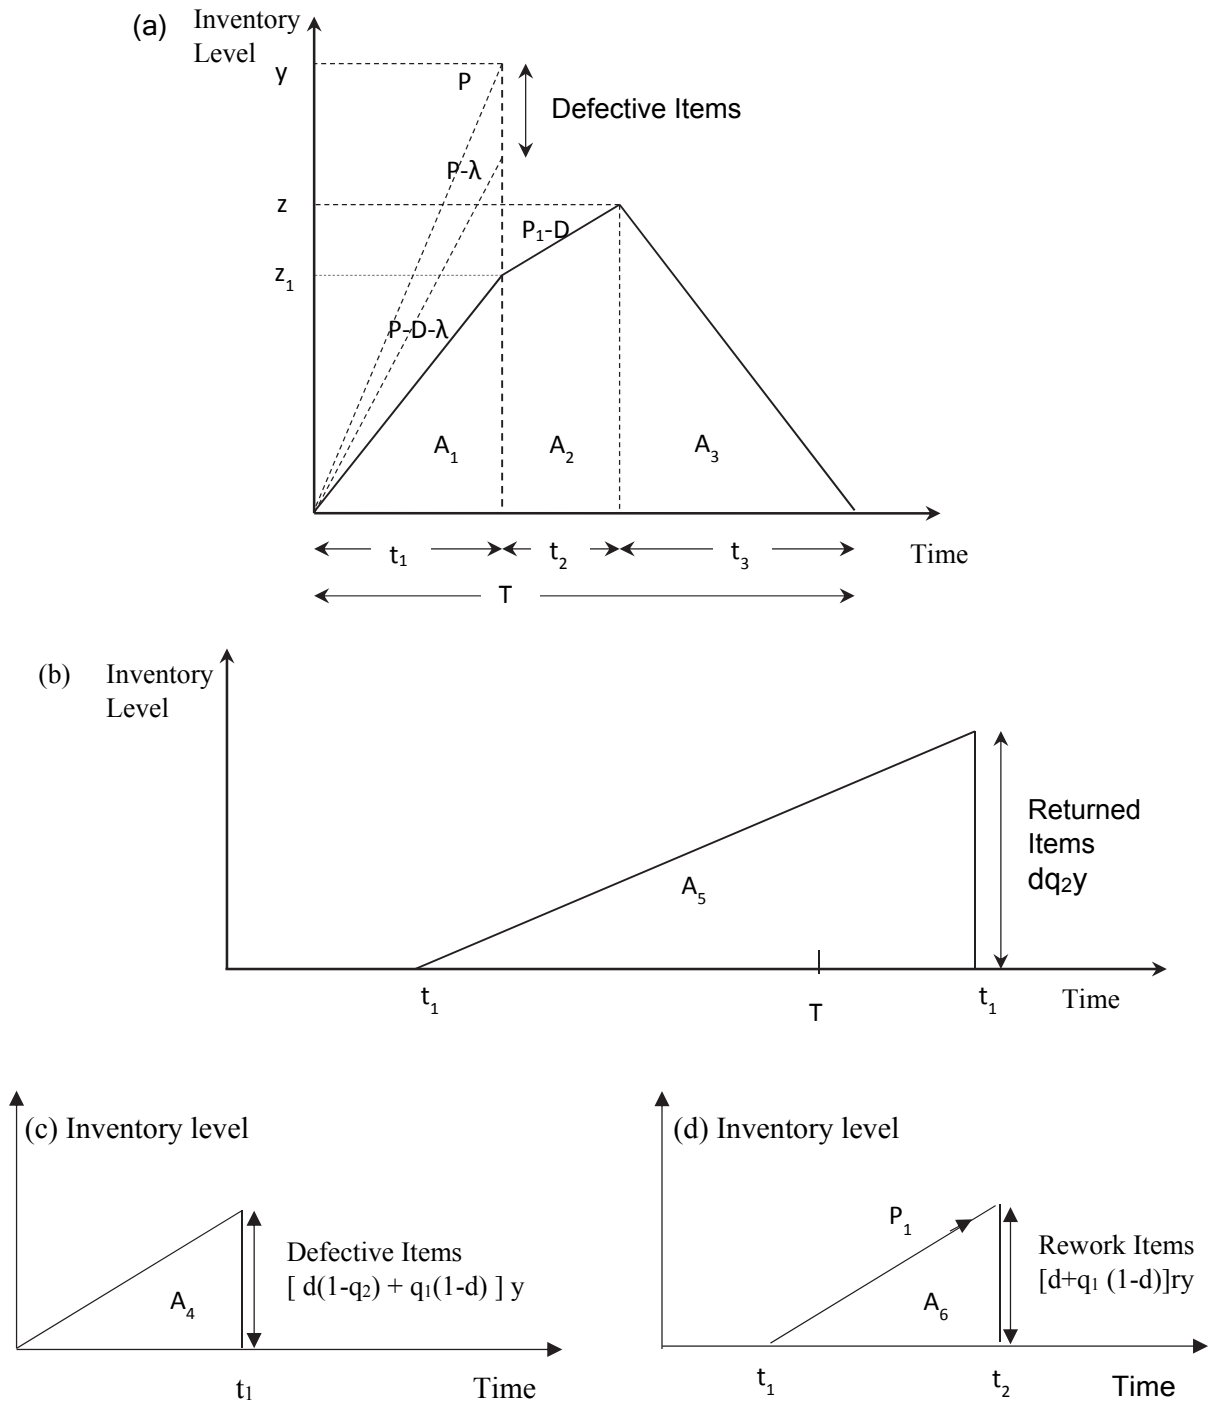 (a) Inventory
Level
y
P
Defective Items
P-λ
z
P₁-D
z₁
P-D-λ
A₁ A₂ A₃
t₁ t₂ t₃ Time
T
(b) Inventory
Level
Returned
Items
dq₂y
A₅
t₁ T t₁ Time
(c) Inventory level
Defective Items
[ d(1-q₂) + q₁(1-d) ] y
A₄
t₁ Time
(d) Inventory level
P₁
Rework Items
[d+q₁ (1-d)]ry
A₆
t₁ t₂ Time